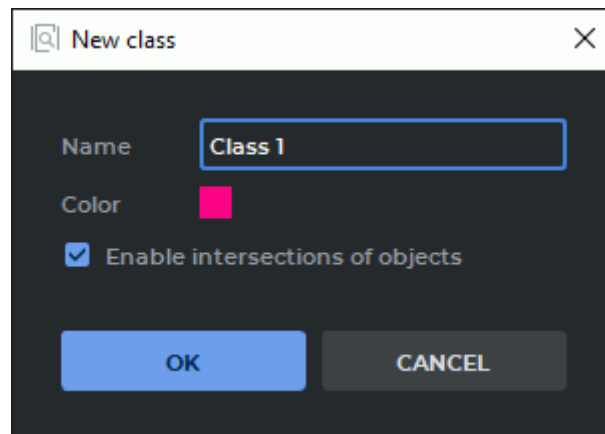 New class
Name Class 1
Color
Enable intersections of objects
OK CANCEL